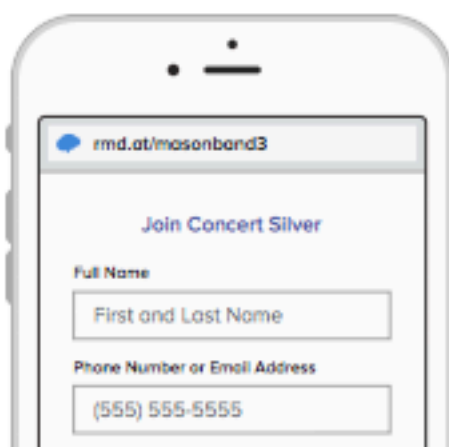 rmd.at/masonband3
Join Concert Silver
Full Name
First and Last Name
Phone Number or Email Address
(555) 555-5555